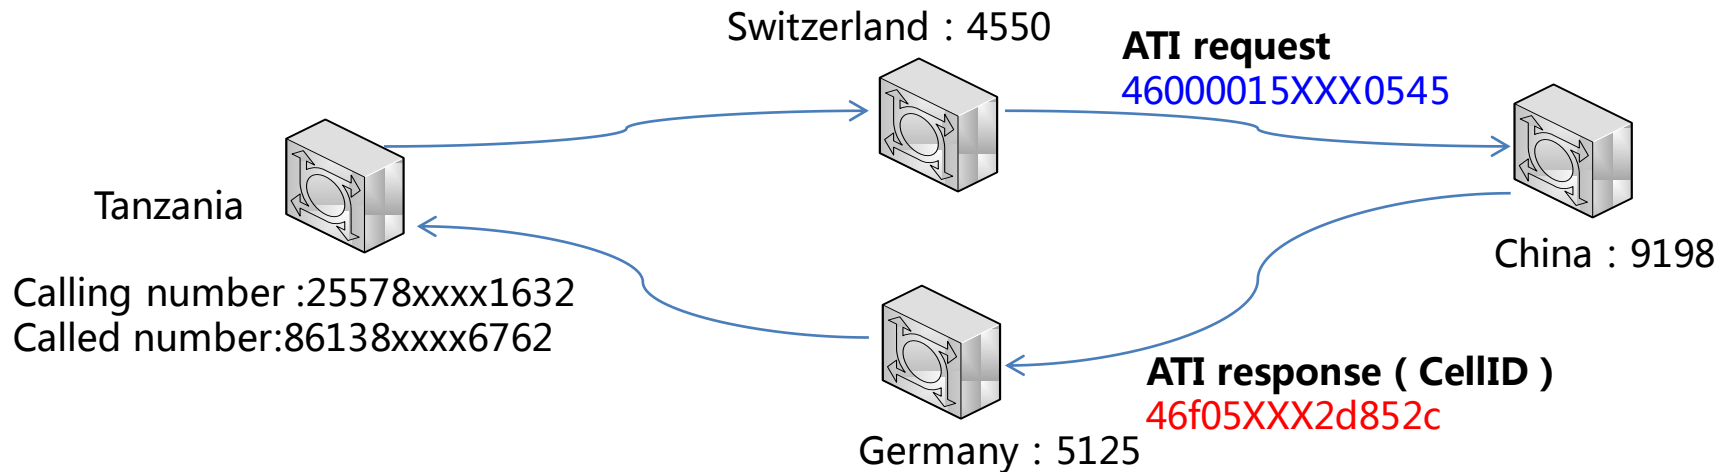 Switzerland : 4550
ATI request
46000015XXX0545
Tanzania
China : 9198
Calling number :25578xxxx1632
Called number:86138xxxx6762
ATI response ( CellID )
46f05XXX2d852c
Germany : 5125